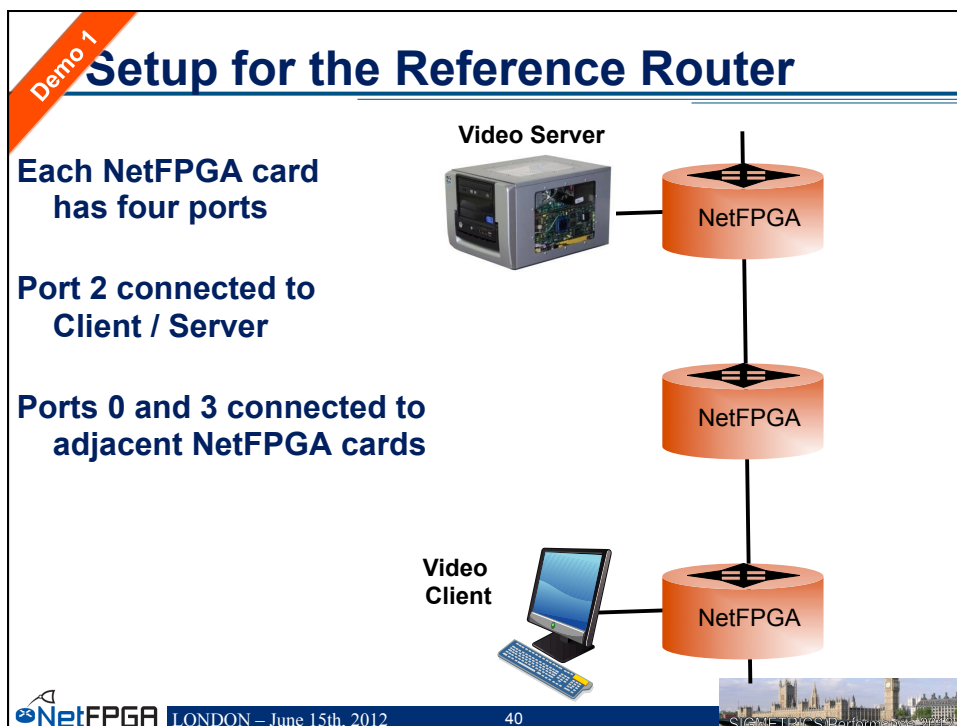 Demo 1
Setup for the Reference Router
Each NetFPGA card
has four ports
Port 2 connected to
Client / Server
Ports 0 and 3 connected to
adjacent NetFPGA cards
Video Server
NetFPGA
NetFPGA
Video
Client
NetFPGA
NetFPGA
LONDON – June 15th, 2012
40